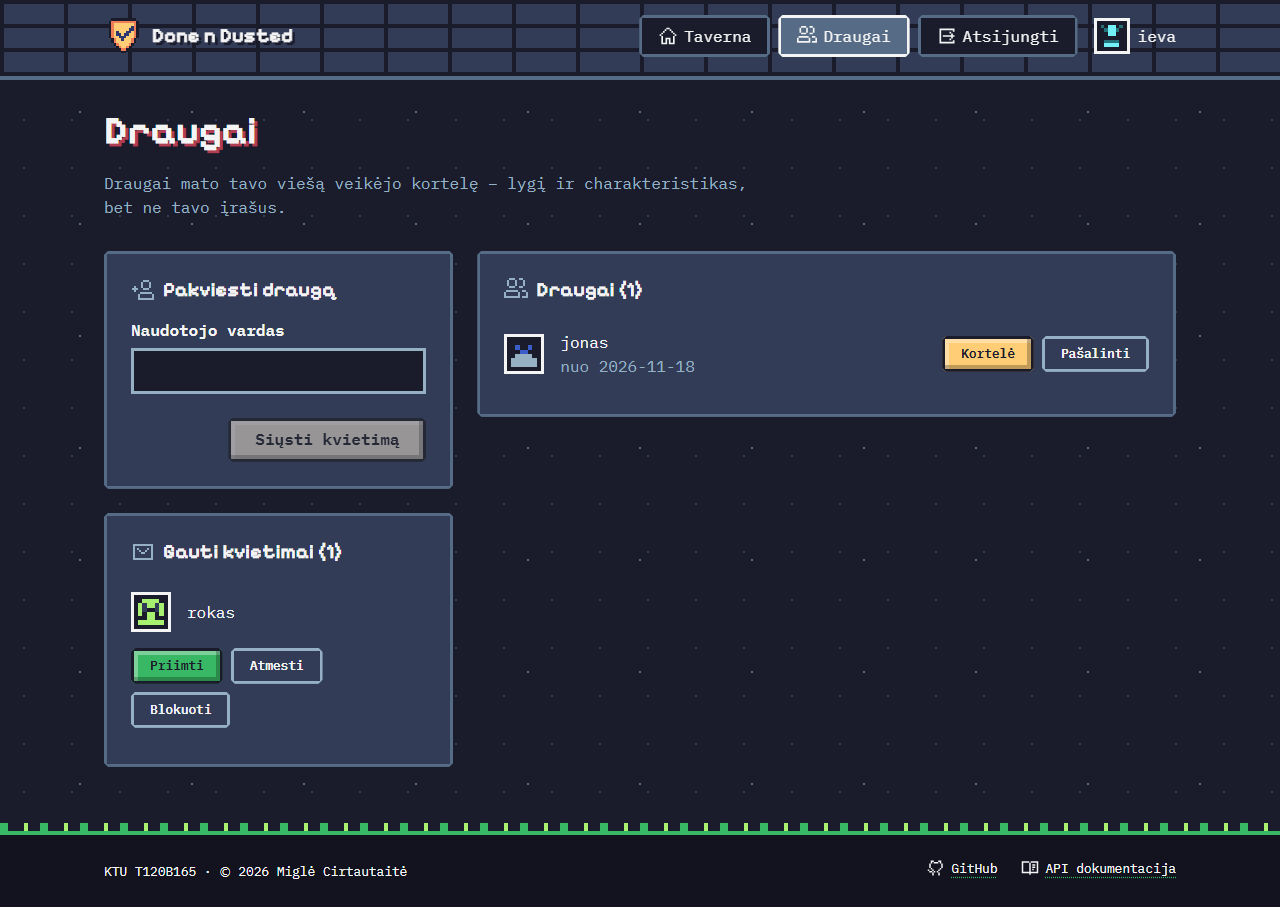 Done n Dusted
Taverna
Draugai
Atsijungti
ieva
Draugai
Draugai mato tavo viešą veikėjo kortelę – lygį ir charakteristikas,
bet ne tavo įrašus.
Pakviesti draugą
Naudotojo vardas
Siųsti kvietimą
Gauti kvietimai (1)
rokas
Priimti
Atmesti
Blokuoti
Draugai (1)
jonas
nuo 2026-11-18
Kortelė
Pašalinti
KTU T120B165 · © 2026 Miglė Cirtautaitė
GitHub
API dokumentacija